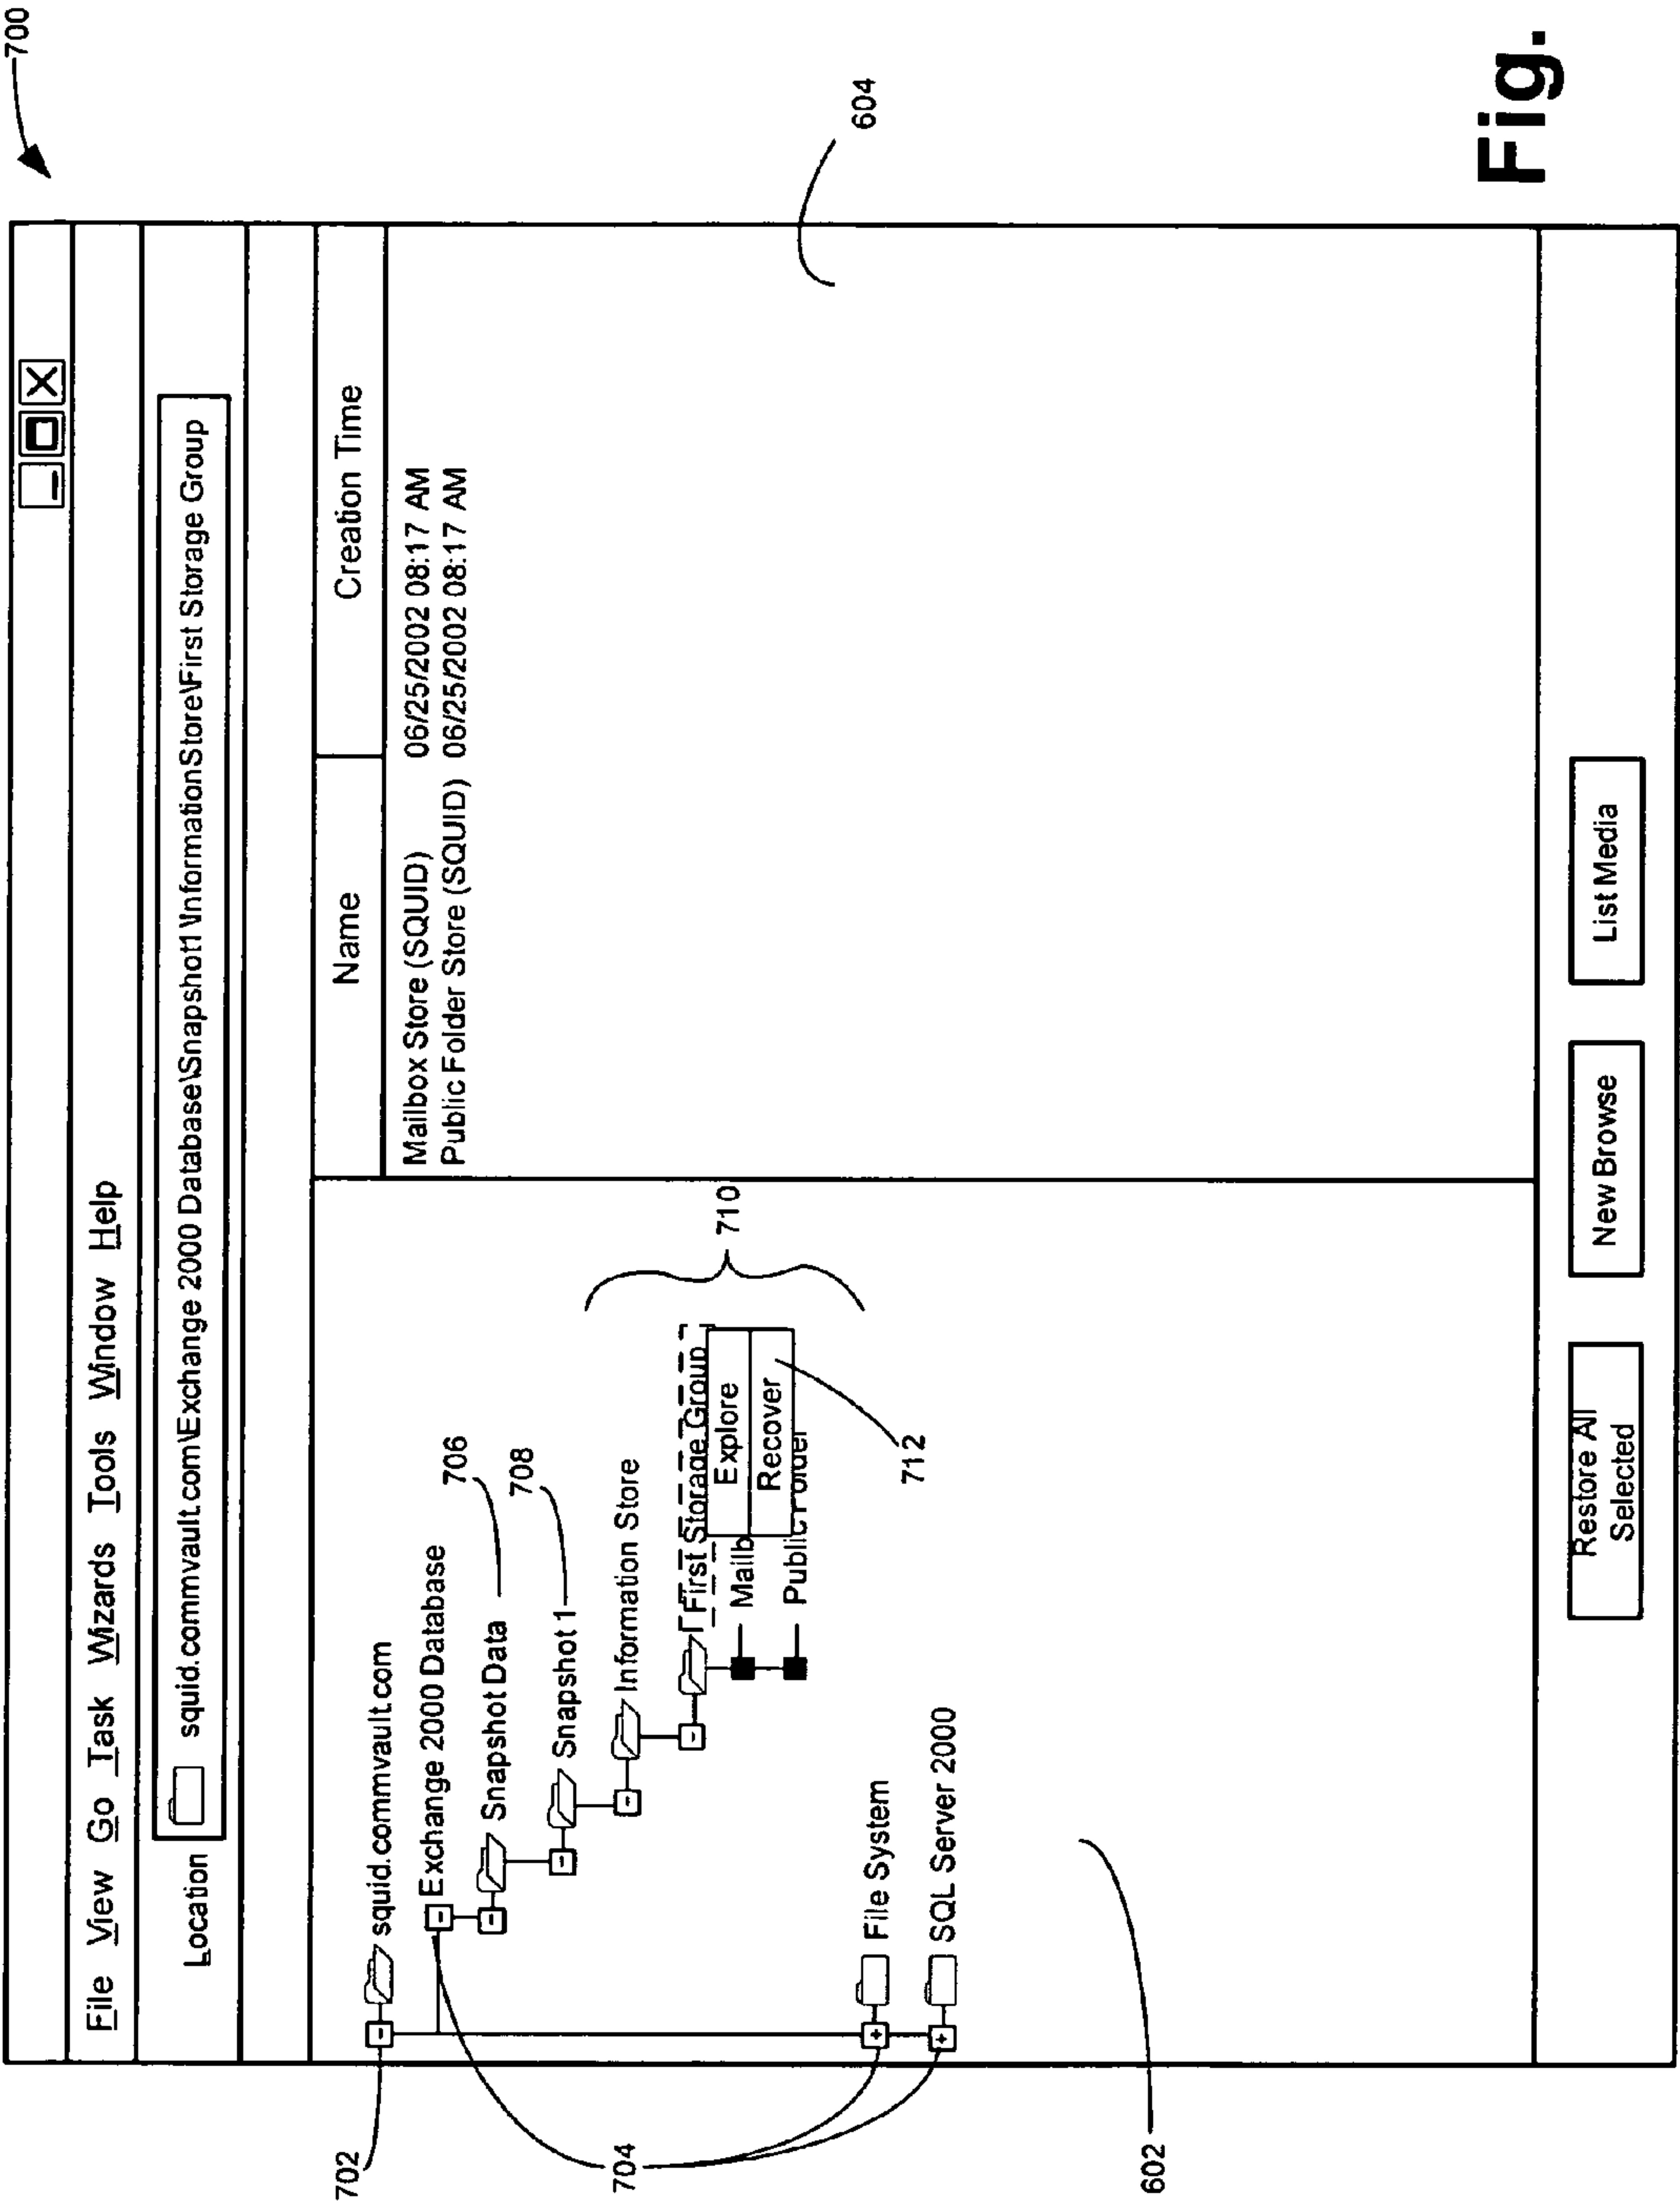 700
File View Go Task Wizards Tools Window Help
Location squid.commvault.com\Exchange 2000 Database\Snapshot1\InformationStore\First Storage Group
Name Creation Time
Mailbox Store (SQUID) 06/25/2002 08:17 AM
Public Folder Store (SQUID) 06/25/2002 08:17 AM
604
702
squid.commvault.com
704
Exchange 2000 Database
Snapshot Data
706
Snapshot 1
708
Information Store
First Storage Group
710
Explore
Mailb
Recover
Public Folder
712
File System
SQL Server 2000
602
Restore All
Selected
New Browse
List Media
Fig.